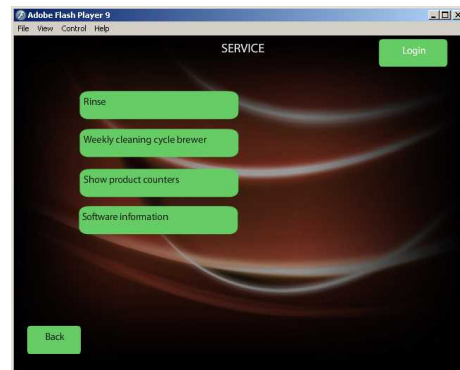 Adobe Flash Player 9
File View Control Help
SERVICE
Login
Rinse
Weekly cleaning cycle brewer
Show product counters
Software information
Back